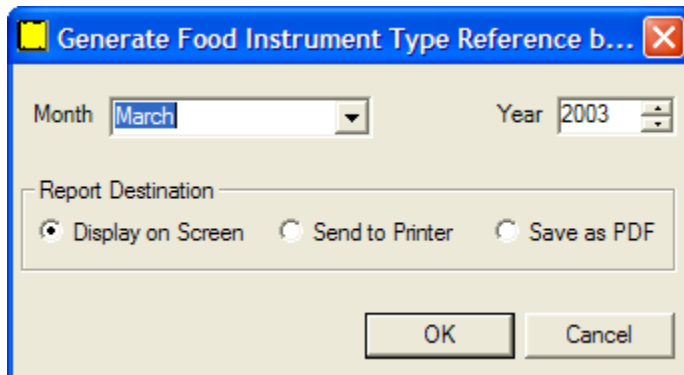 Generate Food Instrument Type Reference b...
Month March Year 2003
Report Destination
Display on Screen Send to Printer Save as PDF
OK Cancel